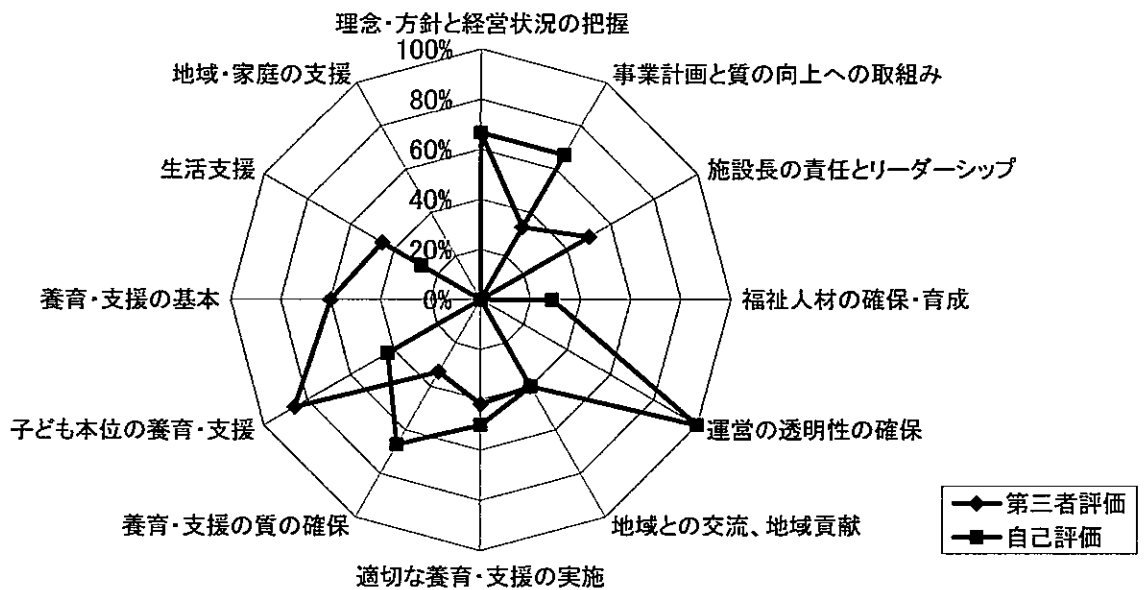 理念・方針と経営状況の把握
100%
地域・家庭の支援
事業計画と質の向上への取組み
80%
60%
生活支援
施設長の責任とリーダーシップ
40%
20%
養育・支援の基本
0%
福祉人材の確保・育成
子ども本位の養育・支援
運営の透明性の確保
養育・支援の質の確保
地域との交流、地域貢献
適切な養育・支援の実施
第三者評価
自己評価